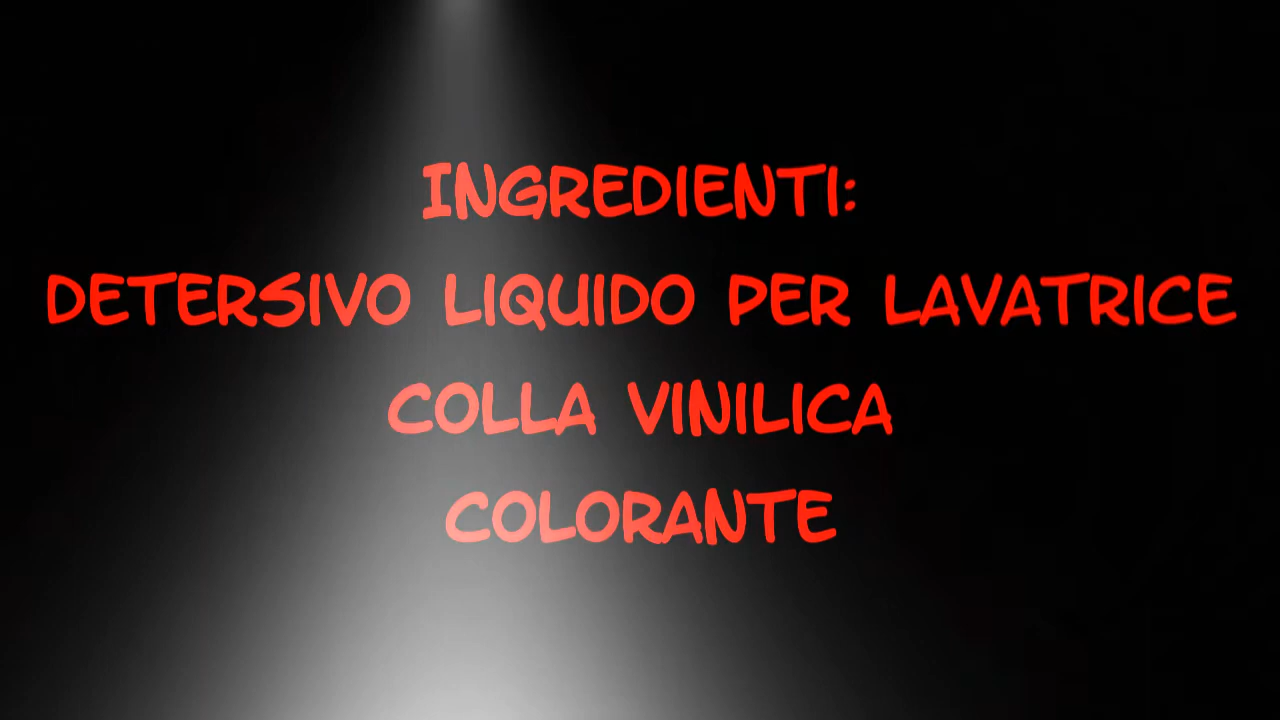 INGREDIENTI:
DETERSIVO LIQUIDO PER LAVATRICE
COLLA VINILICA
COLORANTE